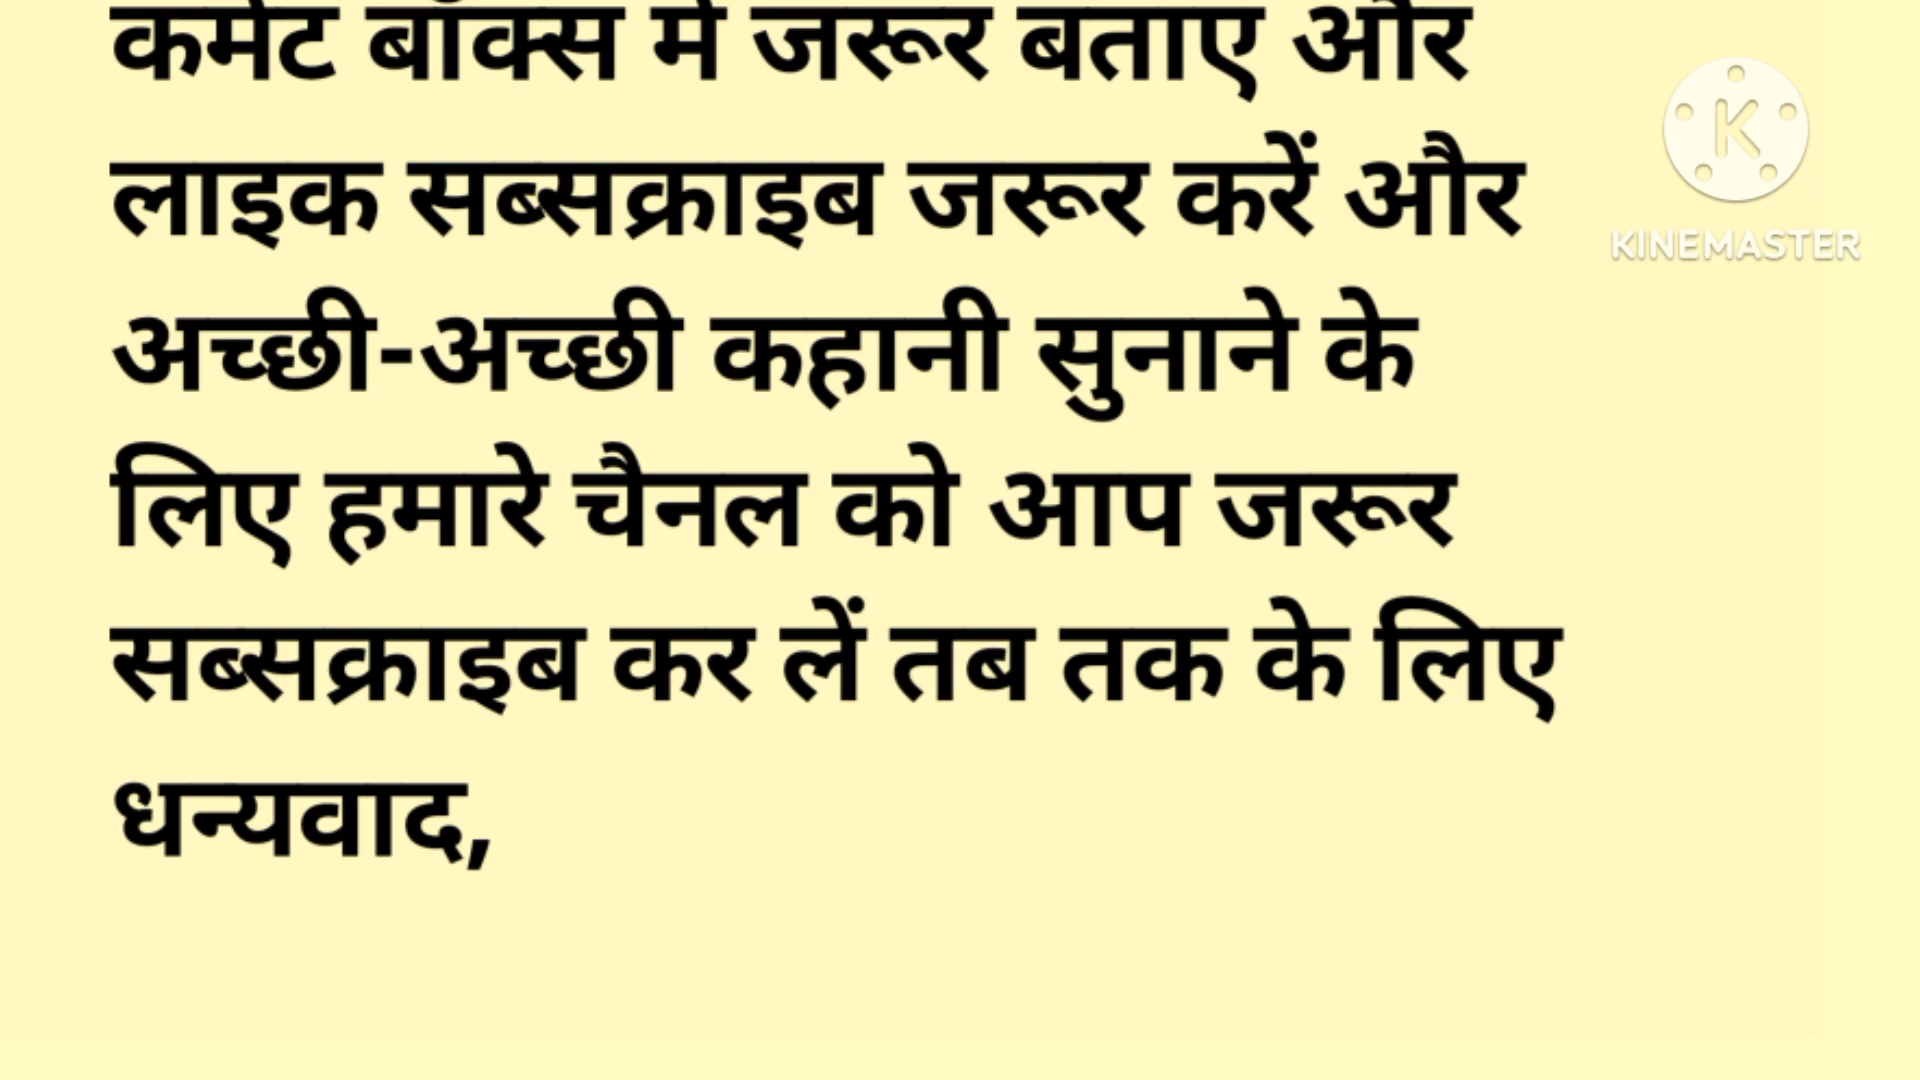 कमेंट बॉक्स में जरूर बताए और
लाइक सब्सक्राइब जरूर करें और
अच्छी-अच्छी कहानी सुनाने के
लिए हमारे चैनल को आप जरूर
सब्सक्राइब कर लें तब तक के लिए
धन्यवाद,
K
KINEMASTER